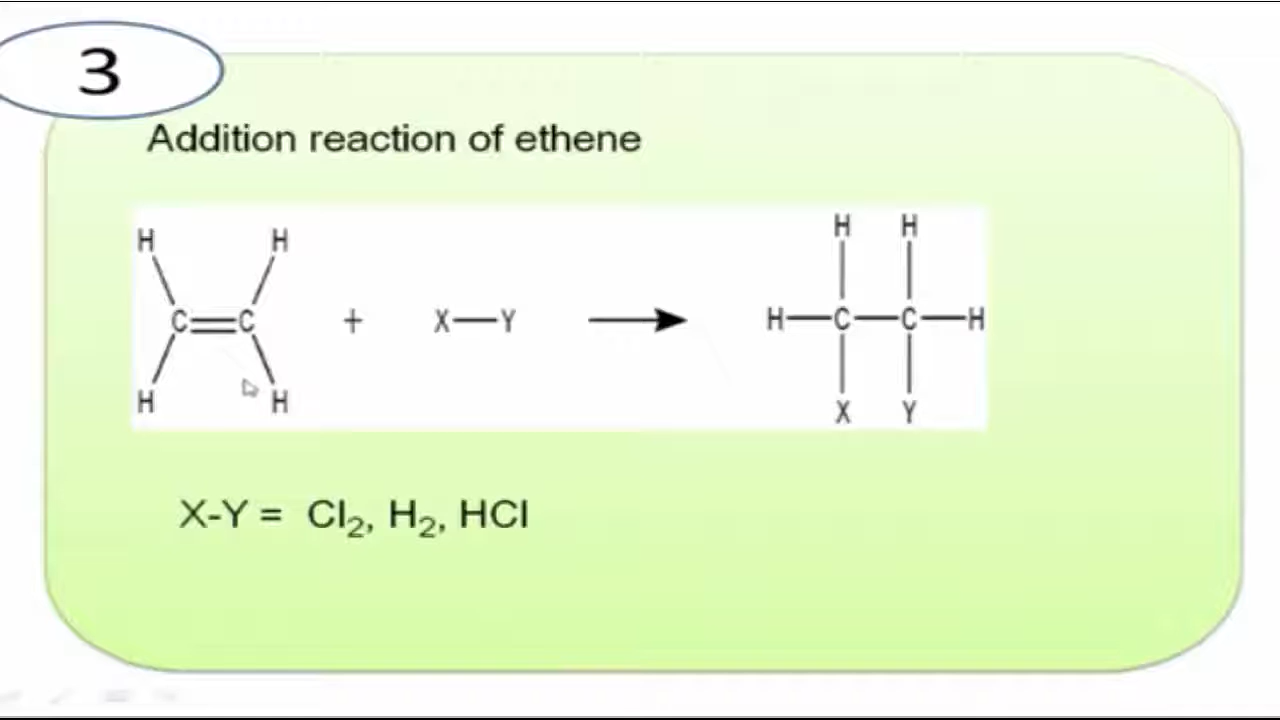 3
Addition reaction of ethene
H H H H
C=C + X—Y → H—C—C—H
H H X Y
X-Y = Cl₂, H₂, HCl